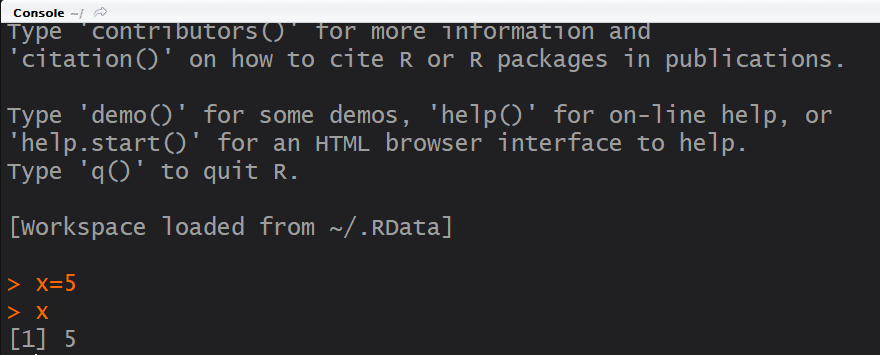 Console ~/
Type 'contributors()' for more information and
'citation()' on how to cite R or R packages in publications.
Type 'demo()' for some demos, 'help()' for on-line help, or
'help.start()' for an HTML browser interface to help.
Type 'q()' to quit R.
[Workspace loaded from ~/.RData]
> x=5
> x
[1] 5